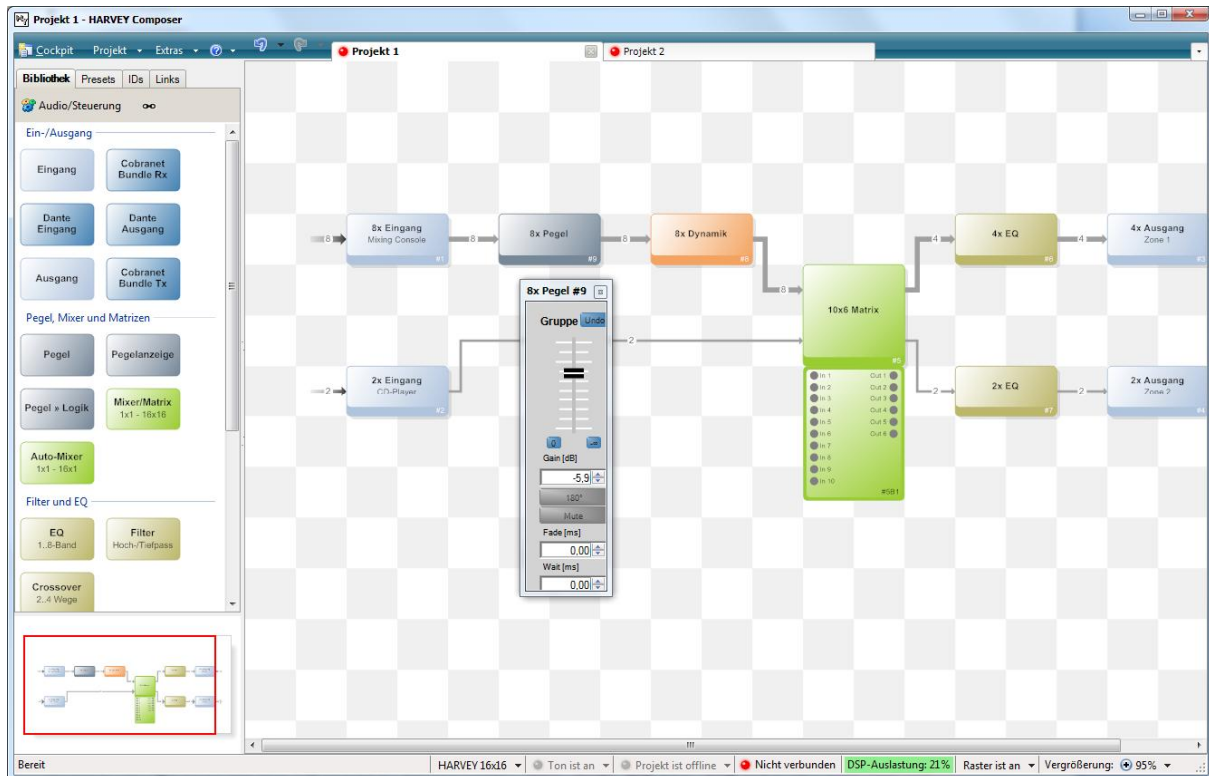 Projekt 1 - HARVEY Composer
Cockpit Projekt Extras
Projekt 1 Projekt 2
Bibliothek Presets IDs Links
Audio/Steuerung
Ein-/Ausgang
Eingang
Cobranet Bundle Rx
Dante Eingang
Dante Ausgang
Ausgang
Cobranet Bundle Tx
Pegel, Mixer und Matrizen
Pegel
Pegelanzeige
Pegel » Logik
Mixer/Matrix
1x1 - 16x16
Auto-Mixer
1x1 - 16x1
Filter und EQ
EQ
1..8-Band
Filter
Hoch-/Tiefpass
Crossover
2..4 Wege
8
8x Eingang
Mixing Console
#1
8
8x Pegel
#9
8
8x Dynamik
#8
8
2
2x Eingang
CD-Player
#2
2
8x Pegel #9
Gruppe Undo
0 -∞
Gain [dB]
-5,9
180°
Mute
Fade [ms]
0,00
Wait [ms]
0,00
10x6 Matrix
#5
In 1 Out 1
In 2 Out 2
In 3 Out 3
In 4 Out 4
In 5 Out 5
In 6 Out 6
In 7
In 8
In 9
In 10
#5B1
4
4x EQ
#6
4
4x Ausgang
Zone 1
#3
2
2x EQ
#7
2
2x Ausgang
Zone 2
#4
Bereit
HARVEY 16x16 Ton ist an Projekt ist offline Nicht verbunden DSP-Auslastung: 21% Raster ist an Vergrößerung: 95%